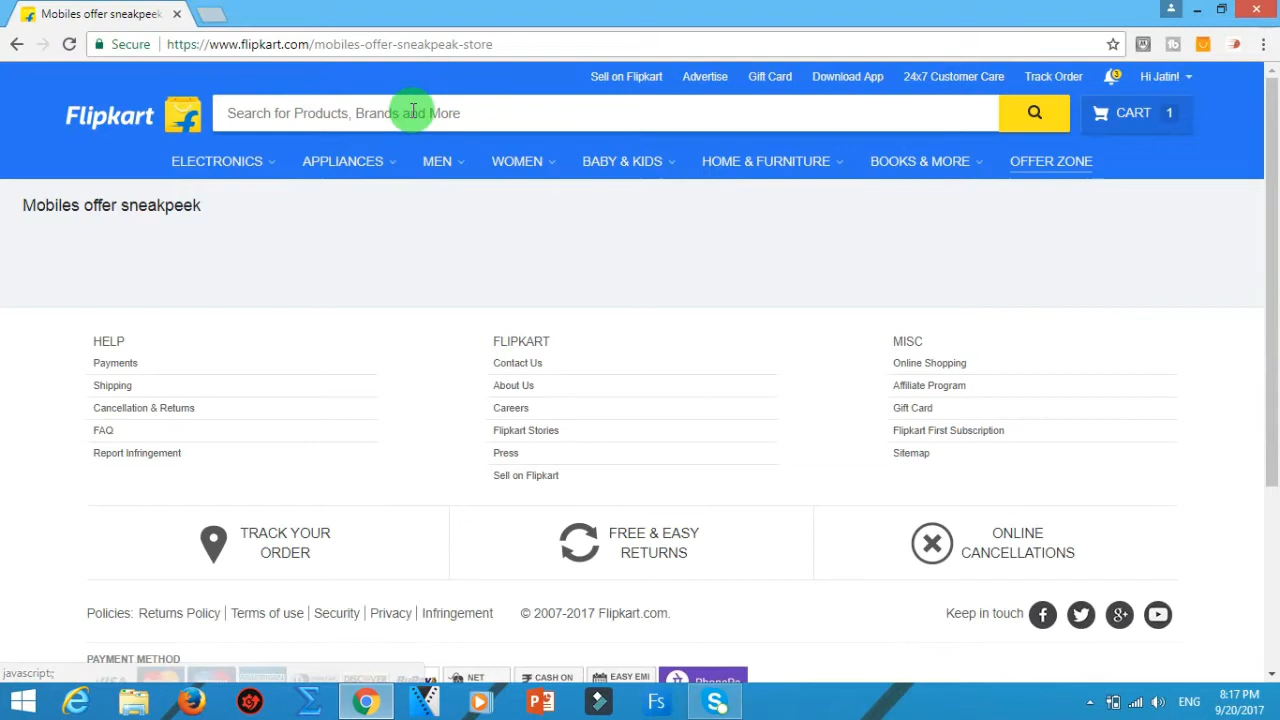 Mobiles offer sneakpeek
Secure https://www.flipkart.com/mobiles-offer-sneakpeak-store
Sell on Flipkart Advertise Gift Card Download App 24x7 Customer Care Track Order 3 Hi Jatin!
Flipkart Search for Products, Brands and More CART 1
ELECTRONICS APPLIANCES MEN WOMEN BABY & KIDS HOME & FURNITURE BOOKS & MORE OFFER ZONE
Mobiles offer sneakpeek
HELP
Payments
Shipping
Cancellation & Returns
FAQ
Report Infringement
FLIPKART
Contact Us
About Us
Careers
Flipkart Stories
Press
Sell on Flipkart
MISC
Online Shopping
Affiliate Program
Gift Card
Flipkart First Subscription
Sitemap
TRACK YOUR
ORDER
FREE & EASY
RETURNS
ONLINE
CANCELLATIONS
Policies: Returns Policy | Terms of use | Security | Privacy | Infringement © 2007-2017 Flipkart.com. Keep in touch
PAYMENT METHOD
javascript:;
NET CASH ON EASY EMI PhonePe
ENG 8:17 PM
9/20/2017